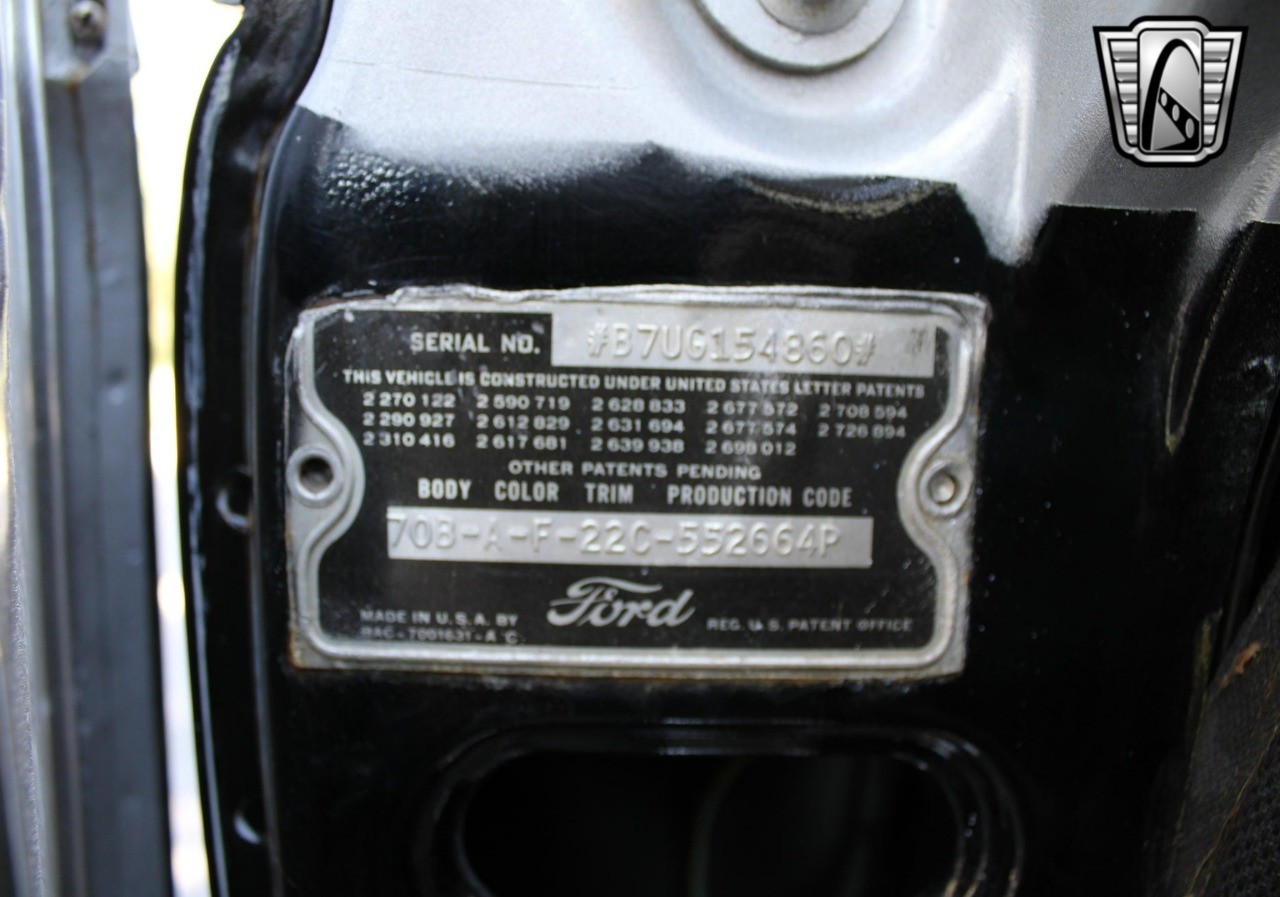 SERIAL NO. #B7UG154860#
THIS VEHICLE IS CONSTRUCTED UNDER UNITED STATES LETTER PATENTS
2 270 122 2 590 719 2 628 833 2 677 572 2 708 594
2 290 927 2 612 829 2 631 694 2 677 574 2 726 894
2 310 416 2 617 681 2 639 938 2 698 012
OTHER PATENTS PENDING
BODY COLOR TRIM PRODUCTION CODE
70B-A-F-22C-552664P
Ford
MADE IN U.S.A. BY REG. U.S. PATENT OFFICE
RAC-7001631-A C